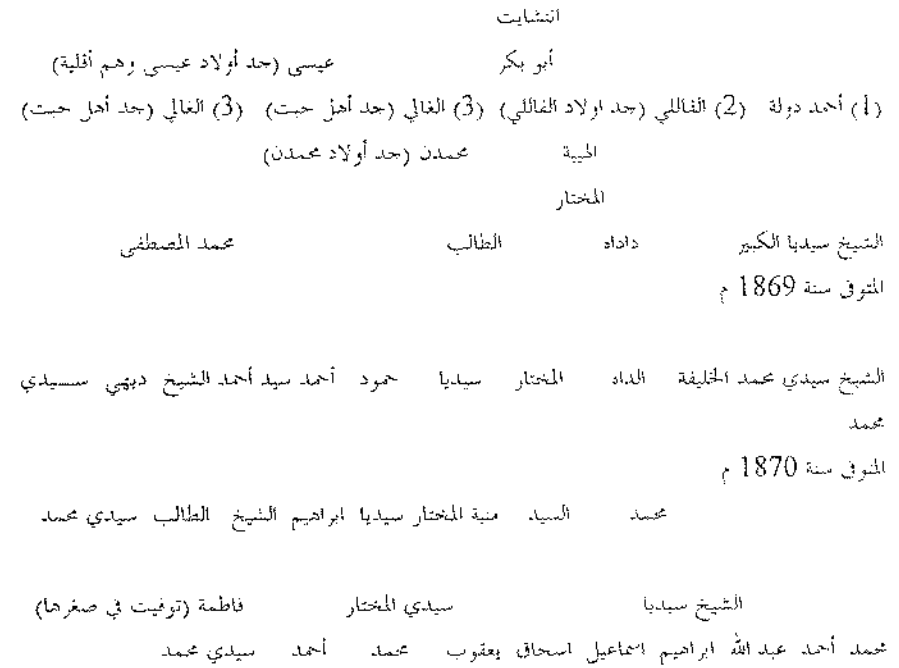 انتشايت
أبو بكر عيسى (جد أولاد عيسى وهم أقلية)
(1) أحمد دولة (2) الفاللي (جد اولاد الفاللي) (3) الغالي (جد أهل حبت) (3) الغالي (جد أهل حبت)
الهيبة محمدن (جد أولاد محمدن)
المختار
الشيخ سيديا الكبير داداه الطالب محمد المصطفى
المتوفى سنة 1869 م
الشيخ سيدي محمد الخليفة الداه المختار سيديا حمود أحمد سيد أحمد الشيخ ديهي سسيدي
محمد
المتوفى سنة 1870 م
محمد السيد منية المختار سيديا ابراهيم الشيخ الطالب سيدي محمد
الشيخ سيديا سيدي المختار فاطمة (توفيت في صغرها)
محمد أحمد عبد الله ابراهيم اسماعيل اسحاق يعقوب محمد أحمد سيدي محمد